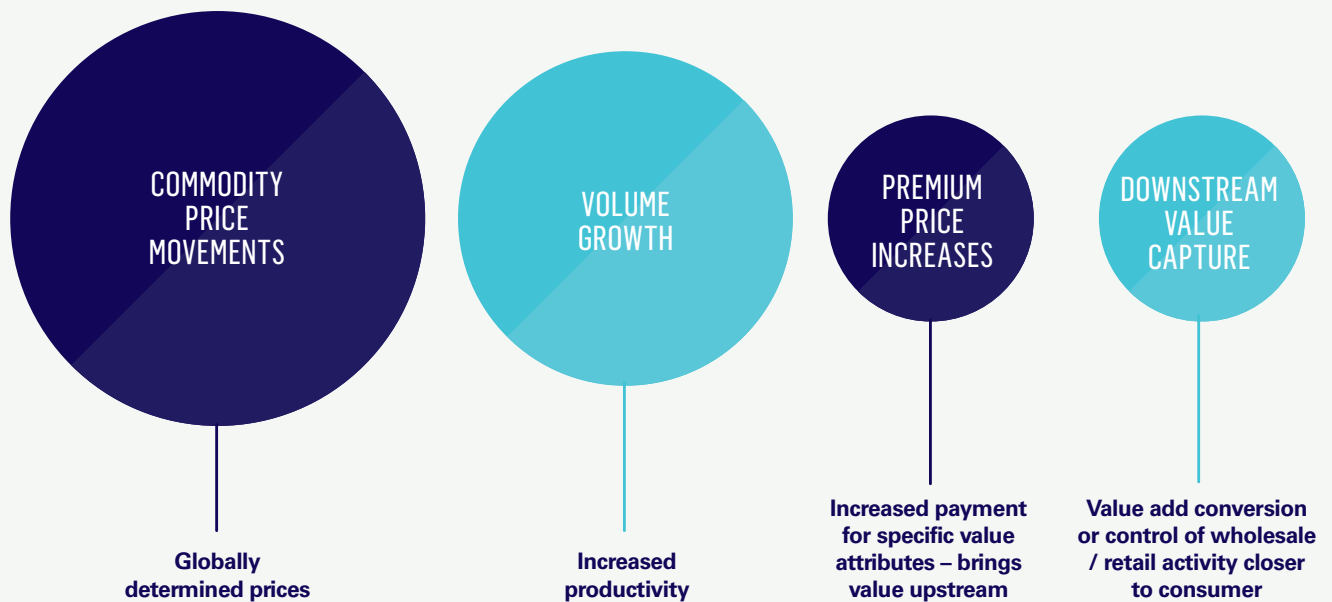 COMMODITY
PRICE
MOVEMENTS
VOLUME
GROWTH
PREMIUM
PRICE
INCREASES
DOWNSTREAM
VALUE
CAPTURE
Globally
determined prices
Increased
productivity
Increased payment
for specific value
attributes – brings
value upstream
Value add conversion
or control of wholesale
/ retail activity closer
to consumer